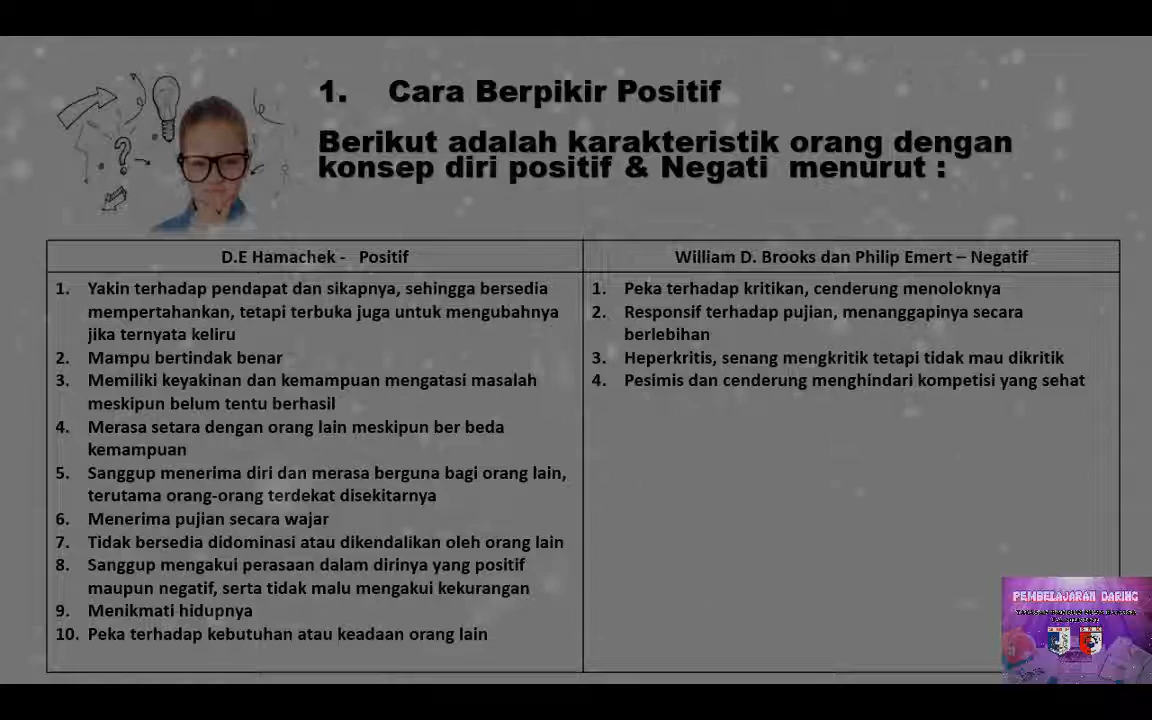 1. Cara Berpikir Positif
Berikut adalah karakteristik orang dengan
konsep diri positif & Negati menurut :
D.E Hamachek - Positif
1. Yakin terhadap pendapat dan sikapnya, sehingga bersedia
mempertahankan, tetapi terbuka juga untuk mengubahnya
jika ternyata keliru
2. Mampu bertindak benar
3. Memiliki keyakinan dan kemampuan mengatasi masalah
meskipun belum tentu berhasil
4. Merasa setara dengan orang lain meskipun ber beda
kemampuan
5. Sanggup menerima diri dan merasa berguna bagi orang lain,
terutama orang-orang terdekat disekitarnya
6. Menerima pujian secara wajar
7. Tidak bersedia didominasi atau dikendalikan oleh orang lain
8. Sanggup mengakui perasaan dalam dirinya yang positif
maupun negatif, serta tidak malu mengakui kekurangan
9. Menikmati hidupnya
10. Peka terhadap kebutuhan atau keadaan orang lain
William D. Brooks dan Philip Emert – Negatif
1. Peka terhadap kritikan, cenderung menoloknya
2. Responsif terhadap pujian, menanggapinya secara
berlebihan
3. Heperkritis, senang mengkritik tetapi tidak mau dikritik
4. Pesimis dan cenderung menghindari kompetisi yang sehat
PEMBELAJARAN DARING
YAYASAN BANGUN NUSA BANGSA